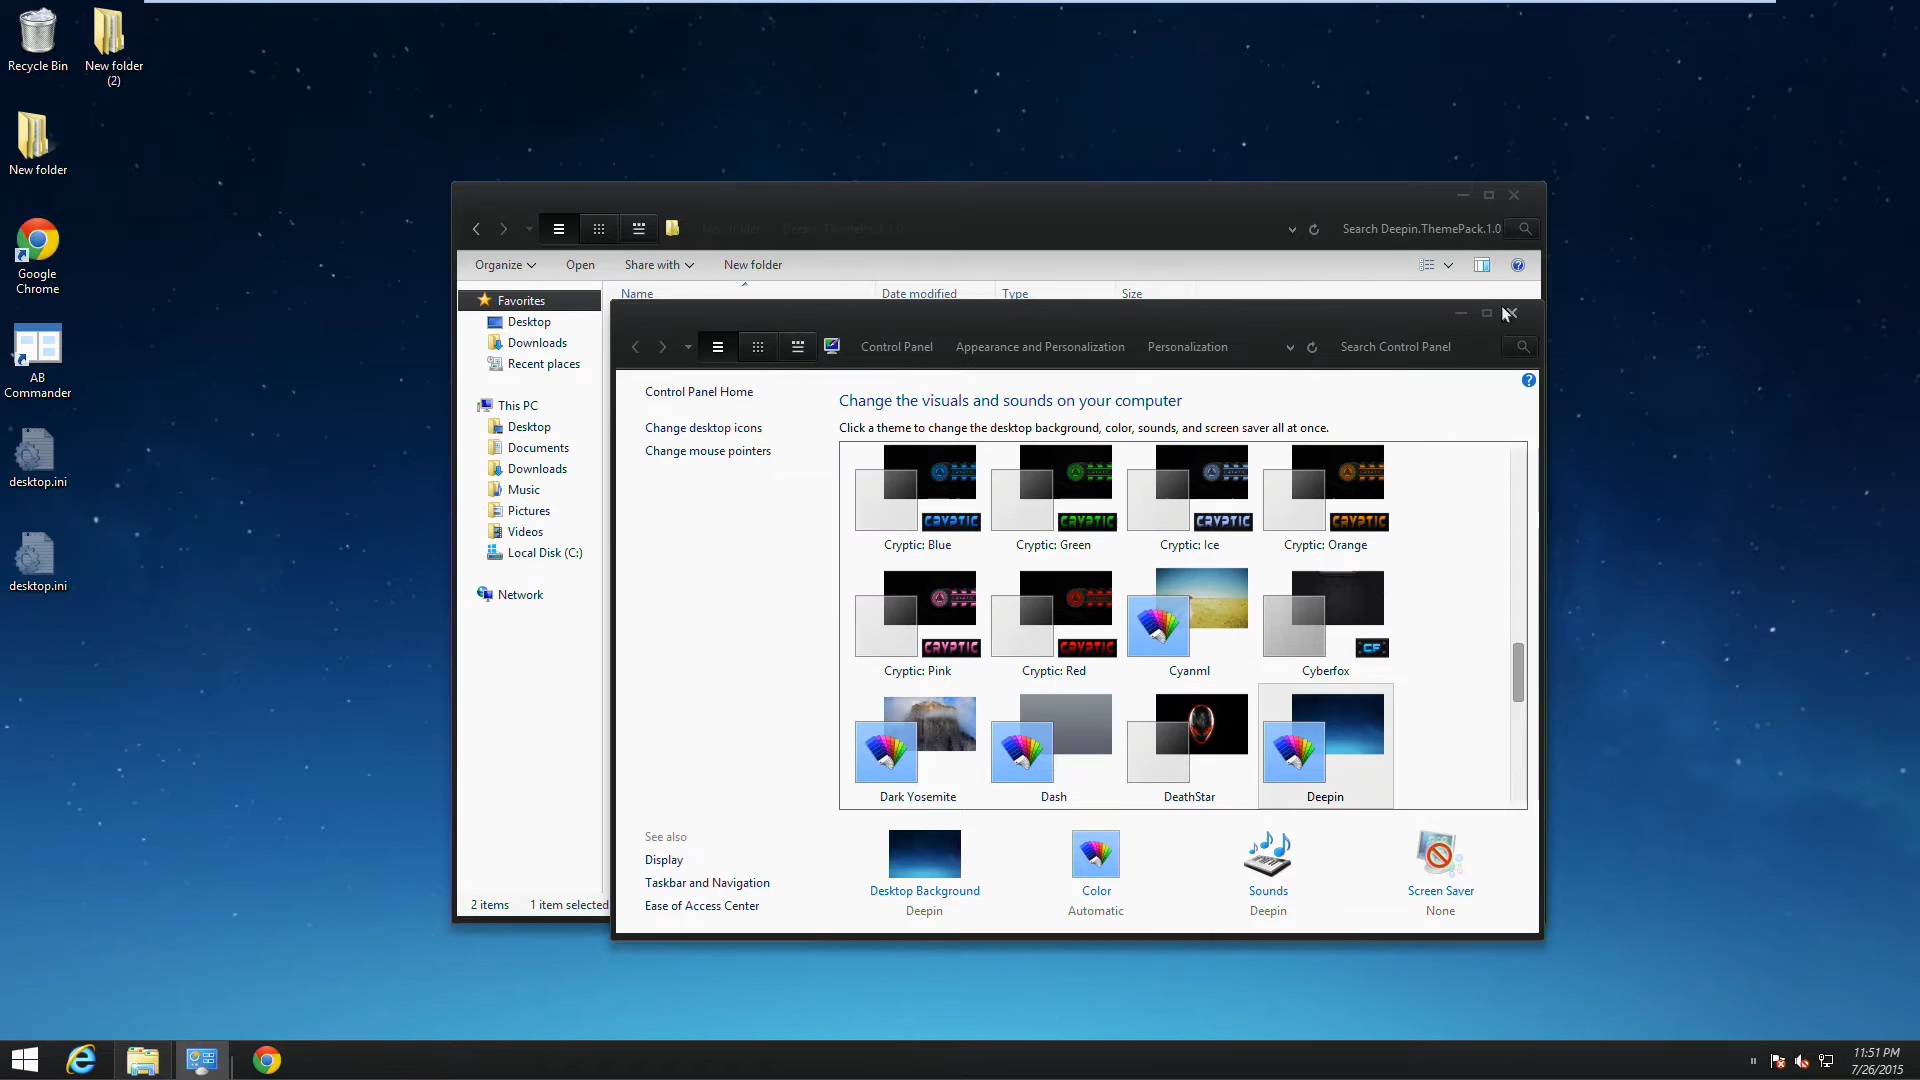 Recycle Bin
New folder
(2)
New folder
Google
Chrome
AB
Commander
desktop.ini
desktop.ini
Search Deepin.ThemePack.1.0
Organize
Open
Share with
New folder
Name
Date modified
Type
Size
Favorites
Desktop
Downloads
Recent places
This PC
Desktop
Documents
Downloads
Music
Pictures
Videos
Local Disk (C:)
Network
2 items
1 item selected
Control Panel
Appearance and Personalization
Personalization
Search Control Panel
Control Panel Home
Change desktop icons
Change mouse pointers
See also
Display
Taskbar and Navigation
Ease of Access Center
Change the visuals and sounds on your computer
Click a theme to change the desktop background, color, sounds, and screen saver all at once.
CRYPTIC
CRYPTIC
CRYPTIC
CRYPTIC
Cryptic: Blue
Cryptic: Green
Cryptic: Ice
Cryptic: Orange
CRYPTIC
CRYPTIC
CF
Cryptic: Pink
Cryptic: Red
Cyanml
Cyberfox
Dark Yosemite
Dash
DeathStar
Deepin
Desktop Background
Deepin
Color
Automatic
Sounds
Deepin
Screen Saver
None
11:51 PM
7/26/2015